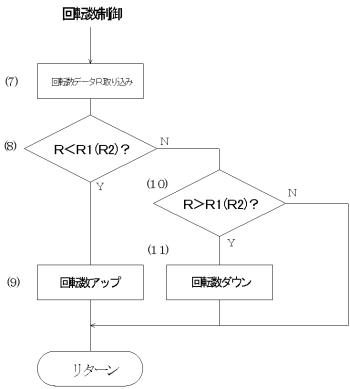 回転数制御
(7)
回転数データR取り込み
(8)
R<R1(R2)?
N
Y
(10)
R>R1(R2)?
N
Y
(11)
(9)
回転数アップ
回転数ダウン
リターン